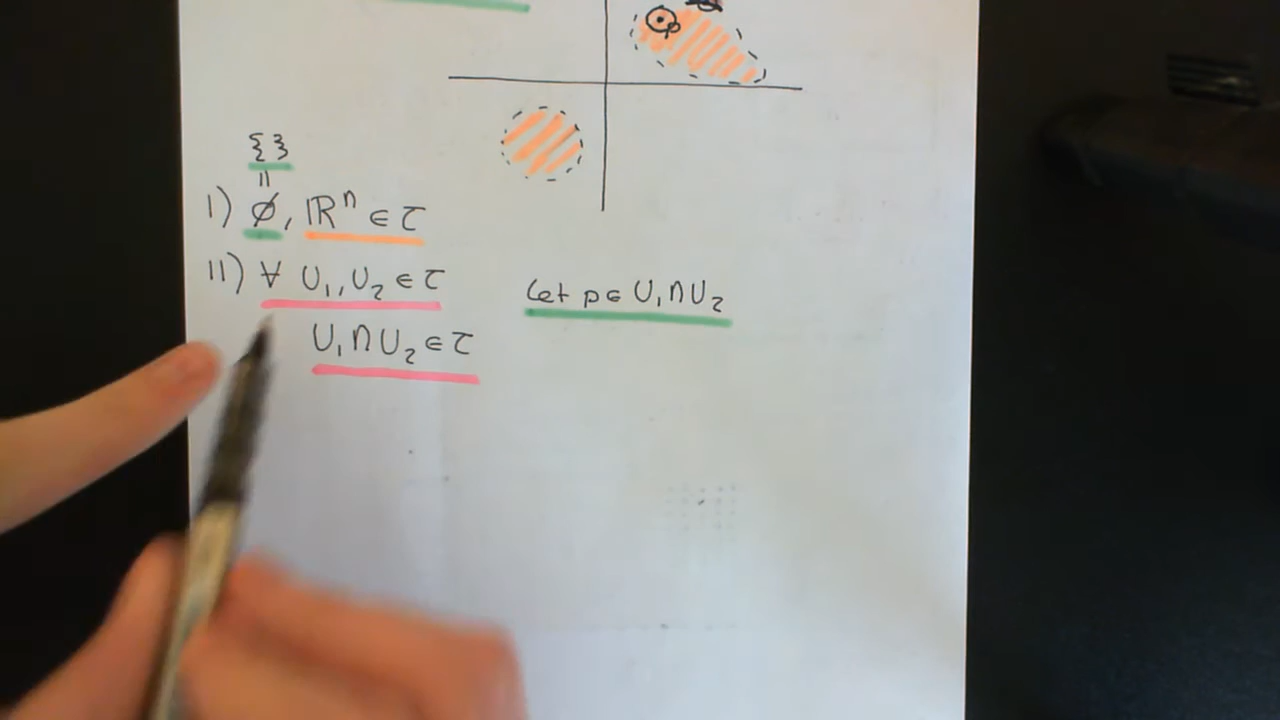 p
{ }
=
I) ∅, ℝⁿ ∈ τ
II) ∀ U₁, U₂ ∈ τ
U₁ ∩ U₂ ∈ τ
Let p ∈ U₁ ∩ U₂